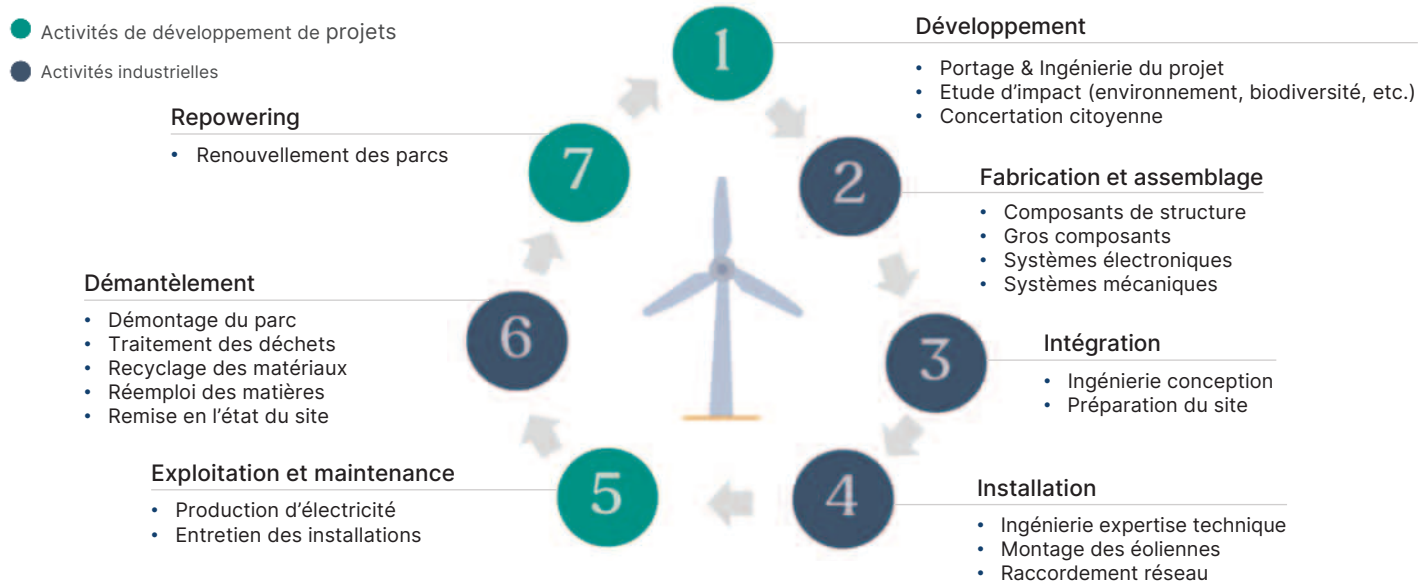 Activités de développement de projets
Activités industrielles
1
Développement
• Portage & Ingénierie du projet
• Etude d'impact (environnement, biodiversité, etc.)
• Concertation citoyenne
2
Fabrication et assemblage
• Composants de structure
• Gros composants
• Systèmes électroniques
• Systèmes mécaniques
3
Intégration
• Ingénierie conception
• Préparation du site
4
Installation
• Ingénierie expertise technique
• Montage des éoliennes
• Raccordement réseau
5
Exploitation et maintenance
• Production d'électricité
• Entretien des installations
6
Démantèlement
• Démontage du parc
• Traitement des déchets
• Recyclage des matériaux
• Réemploi des matières
• Remise en l'état du site
7
Repowering
• Renouvellement des parcs